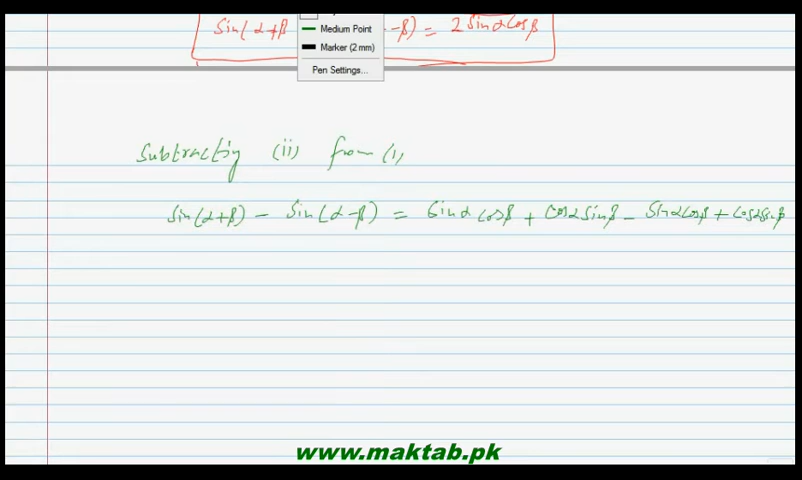 Sin(α+β -β) = 2 Sinα Cosβ
Medium Point
Marker (2 mm)
Pen Settings...
Subtracting (ii) from (i)
Sin(α+β) - Sin(α-β) = Sinα Cosβ + Cosα Sinβ - Sinα Cosβ + Cosα Sinβ
www.maktab.pk